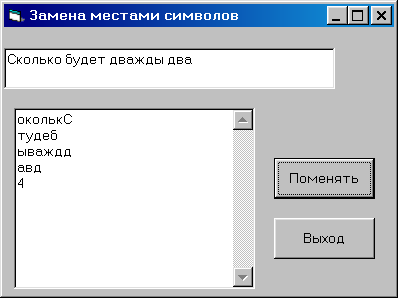 Замена местами символов
Сколько будет дважды два
околькС
тудеб
ываждд
авд
4
Поменять
Выход